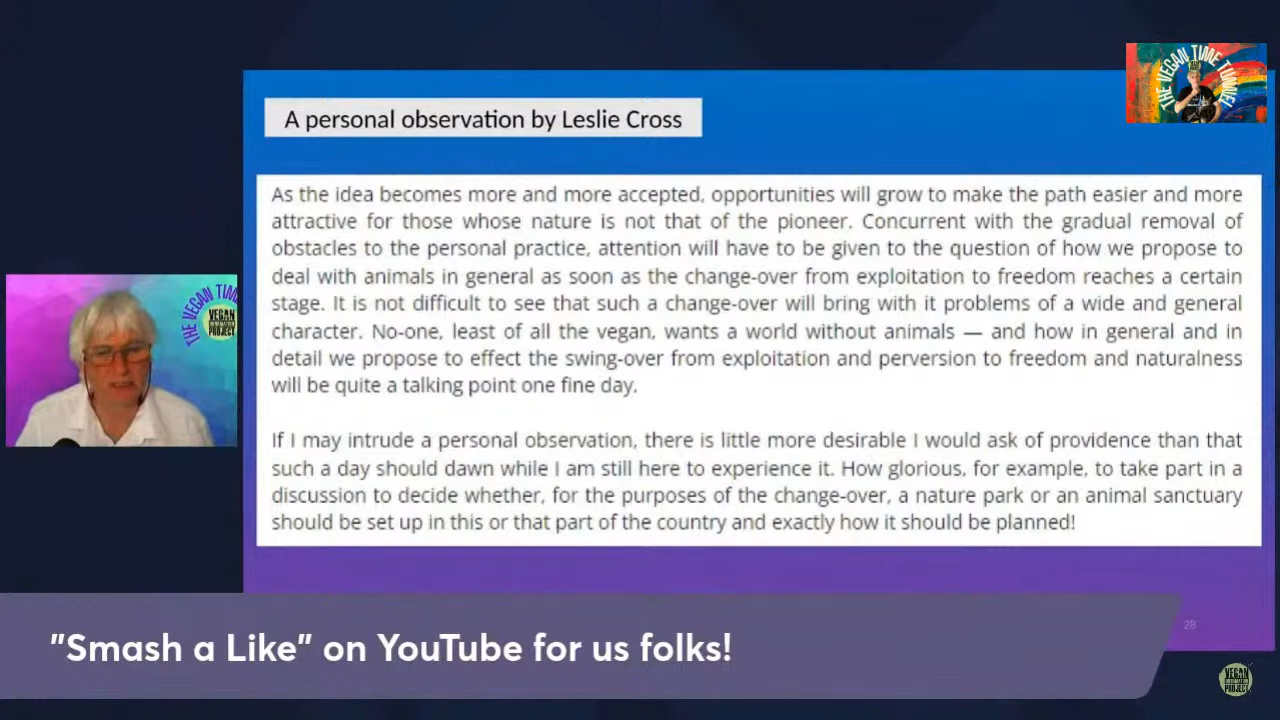 THE VEGAN TIME TUNNEL
A personal observation by Leslie Cross
As the idea becomes more and more accepted, opportunities will grow to make the path easier and more
attractive for those whose nature is not that of the pioneer. Concurrent with the gradual removal of
obstacles to the personal practice, attention will have to be given to the question of how we propose to
deal with animals in general as soon as the change-over from exploitation to freedom reaches a certain
stage. It is not difficult to see that such a change-over will bring with it problems of a wide and general
character. No-one, least of all the vegan, wants a world without animals — and how in general and in
detail we propose to effect the swing-over from exploitation and perversion to freedom and naturalness
will be quite a talking point one fine day.
If I may intrude a personal observation, there is little more desirable I would ask of providence than that
such a day should dawn while I am still here to experience it. How glorious, for example, to take part in a
discussion to decide whether, for the purposes of the change-over, a nature park or an animal sanctuary
should be set up in this or that part of the country and exactly how it should be planned!
THE VEGAN TIME
VEGAN
PROJECT
28
"Smash a Like" on YouTube for us folks!
VEGAN
PROJECT